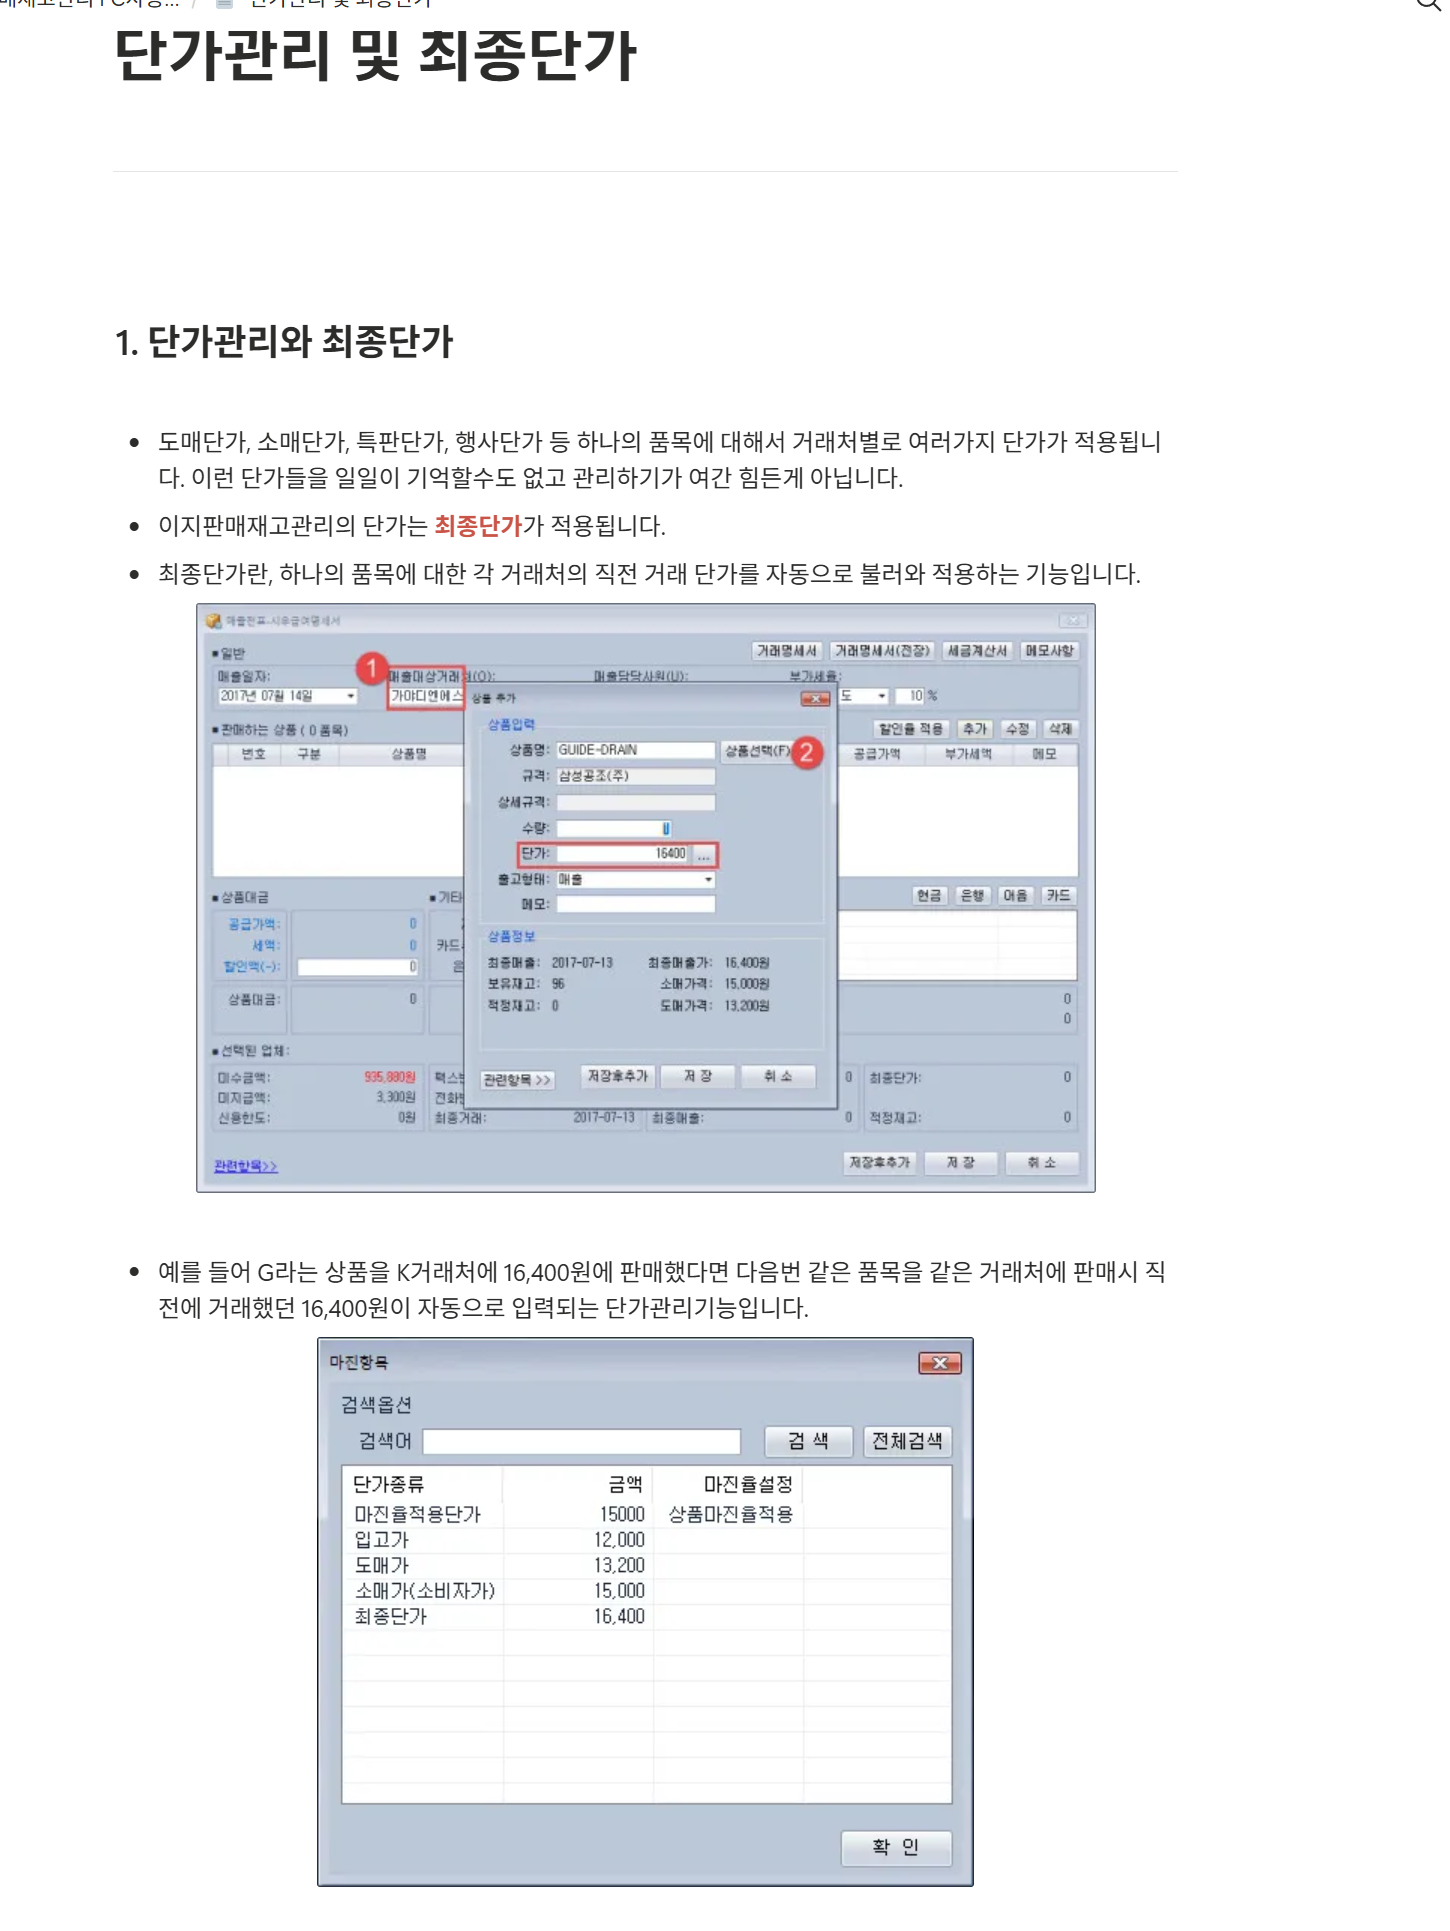 단가관리 및 최종단가
단가관리 및 최종단가
1. 단가관리와 최종단가
도매단가, 소매단가, 특판단가, 행사단가 등 하나의 품목에 대해서 거래처별로 여러가지 단가가 적용됩니
다. 이런 단가들을 일일이 기억할수도 없고 관리하기가 여간 힘든게 아닙니다.
이지판매재고관리의 단가는 최종단가가 적용됩니다.
최종단가란, 하나의 품목에 대한 각 거래처의 직전 거래 단가를 자동으로 불러와 적용하는 기능입니다.
■ 일반
거래명세서 거래명세서(전장) 세금계산서 메모사항
1
매출일자: 매출대상거래처(O): 매출담당사원(U): 부가세율:
2017년 07월 14일 가야디엔에스 도 10 %
상품 추가
■ 판매하는 상품 ( 0 품목) 할인율 적용 추가 수정 삭제
번호 구분 상품명 공급가액 부가세액 메모
상품입력
상품명: GUIDE-DRAIN 상품선택(F) 2
규격: 삼성공조(주)
상세규격:
수량: 0
단가: 16400 ...
출고형태: 매출
메모:
상품정보
최종매출: 2017-07-13 최종매출가: 16,400원
보유재고: 96 소매가격: 15,000원
적정재고: 0 도매가격: 13,200원
관련항목 >> 저장후추가 저 장 취 소
■ 상품대금 ■ 기타 현금 은행 어음 카드
공급가액: 0
세액: 0 카드
할인액(-): 0
상품대금: 0 0
0
■ 선택된 업체:
미수금액: 935,880원 팩스 0 최종단가: 0
미지급액: 3,300원 전화
신용한도: 0원 최종거래: 2017-07-13 최종매출: 0 적정재고: 0
관련항목>> 저장후추가 저 장 취 소
예를 들어 G라는 상품을 K거래처에 16,400원에 판매했다면 다음번 같은 품목을 같은 거래처에 판매시 직
전에 거래했던 16,400원이 자동으로 입력되는 단가관리기능입니다.
마진항목
검색옵션
검색어 검 색 전체검색
단가종류 금액 마진율설정
마진율적용단가 15000 상품마진율적용
입고가 12,000
도매가 13,200
소매가(소비자가) 15,000
최종단가 16,400
확 인